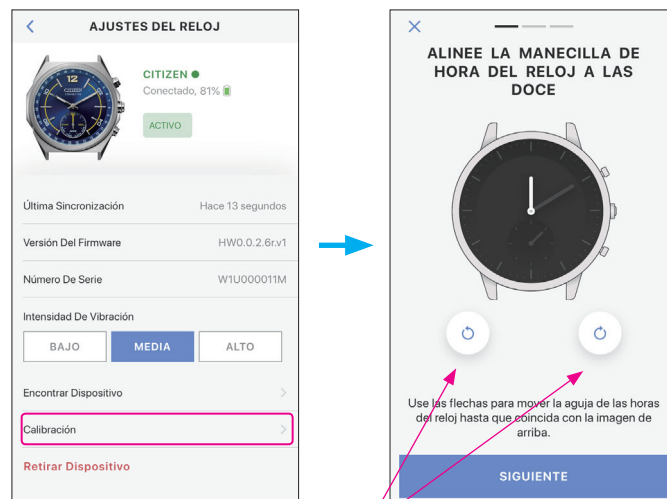 AJUSTES DEL RELOJ
12
CITIZEN
CITIZEN
Conectado, 81%
ACTIVO
Última Sincronización Hace 13 segundos
Versión Del Firmware HW0.0.2.6r.v1
Número De Serie W1U000011M
Intensidad De Vibración
BAJO MEDIA ALTO
Encontrar Dispositivo
Calibración
Retirar Dispositivo
ALINEE LA MANECILLA DE
HORA DEL RELOJ A LAS
DOCE
Use las flechas para mover la aguja de las horas
del reloj hasta que coincida con la imagen de
arriba.
SIGUIENTE